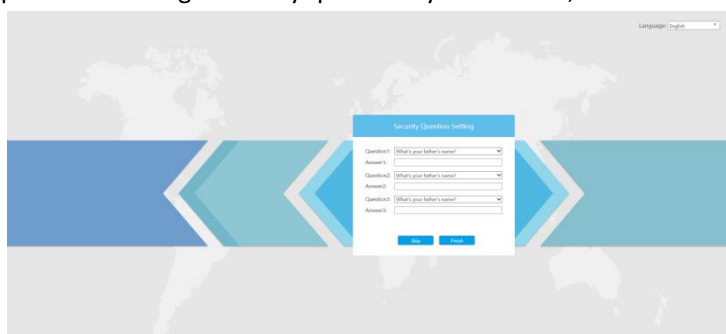 Language: English
Security Question Setting
Question1: What's your father's name?
Answer1:
Question2: What's your father's name?
Answer2:
Question3: What's your father's name?
Answer3:
Skip Finish